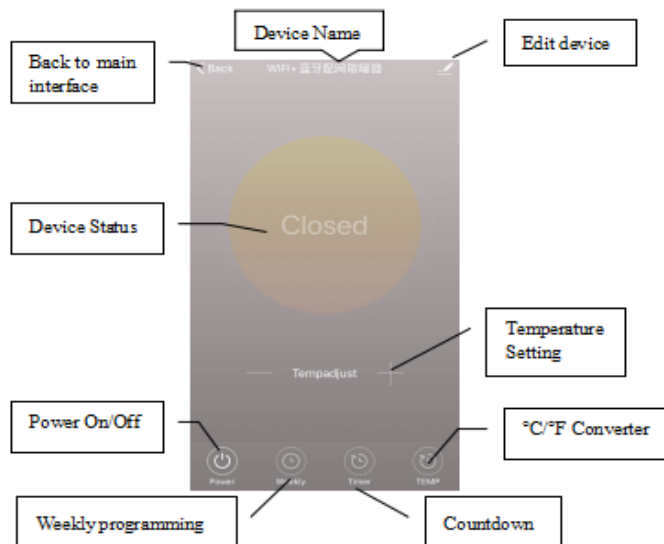 Device Name
Edit device
Back to main
interface
Back
WIFI+ 蓝牙配网取暖器
Device Status
Closed
Temperature
Setting
Tempadjust
Power On/Off
°C/°F Converter
Power
Weekly
Timer
TEMP
Weekly programming
Countdown